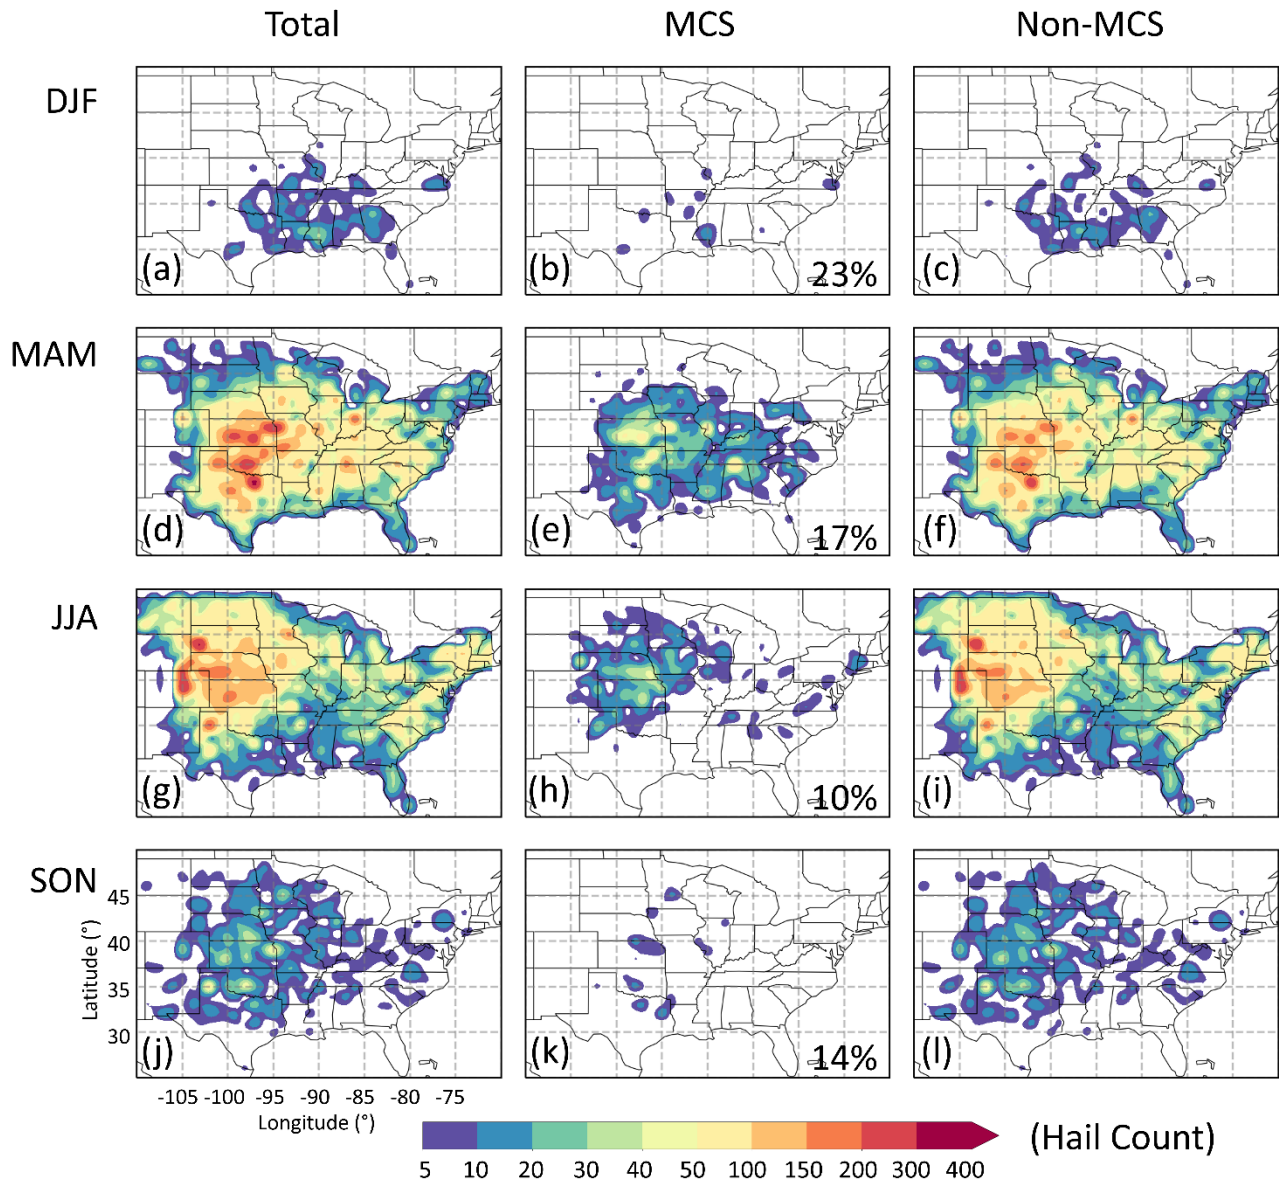 Total MCS Non-MCS
DJF
(a) (b) 23% (c)
MAM
(d) (e) 17% (f)
JJA
(g) (h) 10% (i)
SON
45
40
35
30
Latitude (°)
(j) (k) 14% (l)
-105 -100 -95 -90 -85 -80 -75
Longitude (°)
(Hail Count)
5 10 20 30 40 50 100 150 200 300 400